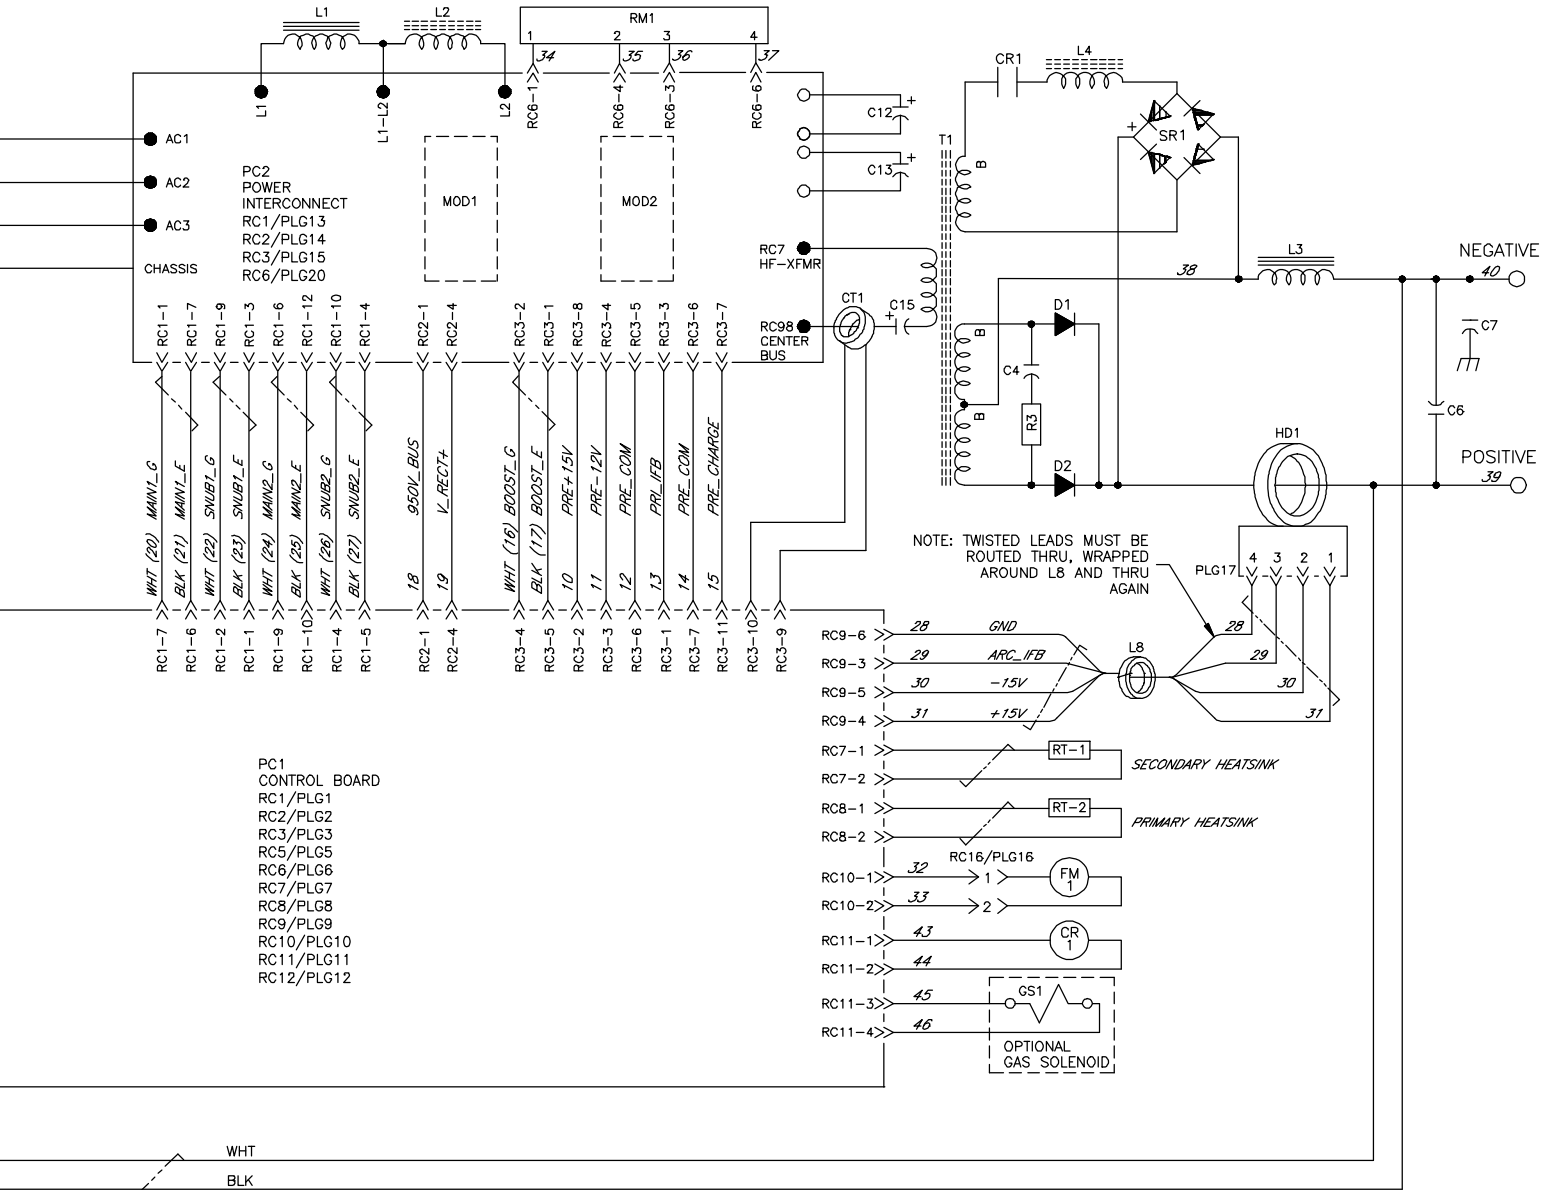 L1
L2
RM1
1 2 3 4
34 35 36 37
RC6-1 RC6-4 RC6-3 RC6-6
L1 L1-L2 L2
CR1
L4
+
SR1
C12 +
C13 +
T1
B
AC1
AC2
AC3
CHASSIS
PC2
POWER
INTERCONNECT
RC1/PLG13
RC2/PLG14
RC3/PLG15
RC6/PLG20
MOD1
MOD2
RC7
HF-XFMR
RC98
CENTER
BUS
CT1
+ C15
38
L3
NEGATIVE
40
C7
B
D1
C4
R3
B
D2
HD1
C6
POSITIVE
39
RC1-1 RC1-7 RC1-9 RC1-3 RC1-6 RC1-12 RC1-10 RC1-4 RC2-1 RC2-4 RC3-2 RC3-1 RC3-8 RC3-4 RC3-5 RC3-3 RC3-6 RC3-7
WHT (20) MAIN1_G
BLK (21) MAIN1_E
WHT (22) SNUB1_G
BLK (23) SNUB1_E
WHT (24) MAIN2_G
BLK (25) MAIN2_E
WHT (26) SNUB2_G
BLK (27) SNUB2_E
18 950V_BUS
19 V_RECT+
WHT (16) BOOST_G
BLK (17) BOOST_E
10 PRE+15V
11 PRE-12V
12 PRE_COM
13 PRI_IFB
14 PRE_COM
15 PRE_CHARGE
RC1-7 RC1-6 RC1-2 RC1-1 RC1-9 RC1-10 RC1-4 RC1-5 RC2-1 RC2-4 RC3-4 RC3-5 RC3-2 RC3-3 RC3-6 RC3-1 RC3-7 RC3-11 RC3-10 RC3-9
NOTE: TWISTED LEADS MUST BE
ROUTED THRU, WRAPPED
AROUND L8 AND THRU
AGAIN
PLG17
4 3 2 1
L8
RC9-6 28 GND 28
RC9-3 29 ARC_IFB 29
RC9-5 30 -15V 30
RC9-4 31 +15V 31
RC7-1 RT-1
RC7-2
SECONDARY HEATSINK
RC8-1 RT-2
RC8-2
PRIMARY HEATSINK
RC16/PLG16
RC10-1 32 1 FM
1
RC10-2 33 2
RC11-1 43 CR
1
RC11-2 44
RC11-3 45 GS1
RC11-4 46
OPTIONAL
GAS SOLENOID
PC1
CONTROL BOARD
RC1/PLG1
RC2/PLG2
RC3/PLG3
RC5/PLG5
RC6/PLG6
RC7/PLG7
RC8/PLG8
RC9/PLG9
RC10/PLG10
RC11/PLG11
RC12/PLG12
WHT
BLK